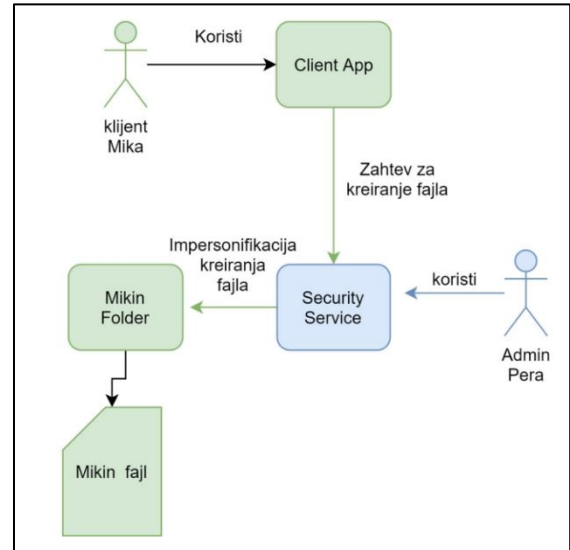 Koristi
Client App
klijent
Mika
Zahtev za
kreiranje fajla
Impersonifikacija
kreiranja
fajla
Mikin
Folder
Security
Service
koristi
Admin
Pera
Mikin fajl